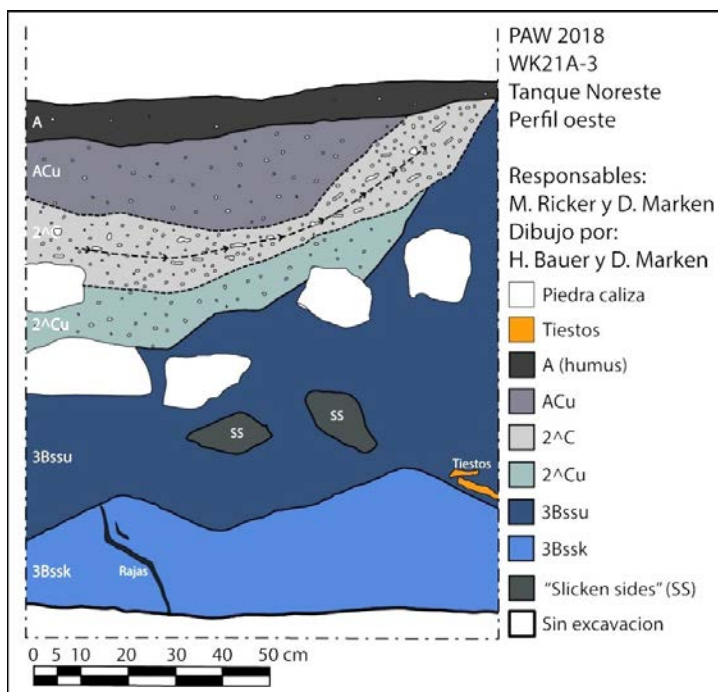 PAW 2018
WK21A-3
Tanque Noreste
Perfil oeste
Responsables:
M. Ricker y D. Marken
Dibujo por:
H. Bauer y D. Marken
Piedra caliza
Tiestos
A (humus)
ACu
2^C
2^Cu
3Bssu
3Bssk
"Slicken sides" (SS)
Sin excavacion
A
ACu
2^C
2^Cu
SS
SS
3Bssu
Tiestos
3Bssk
Rajas
0 5 10 20 30 40 50 cm